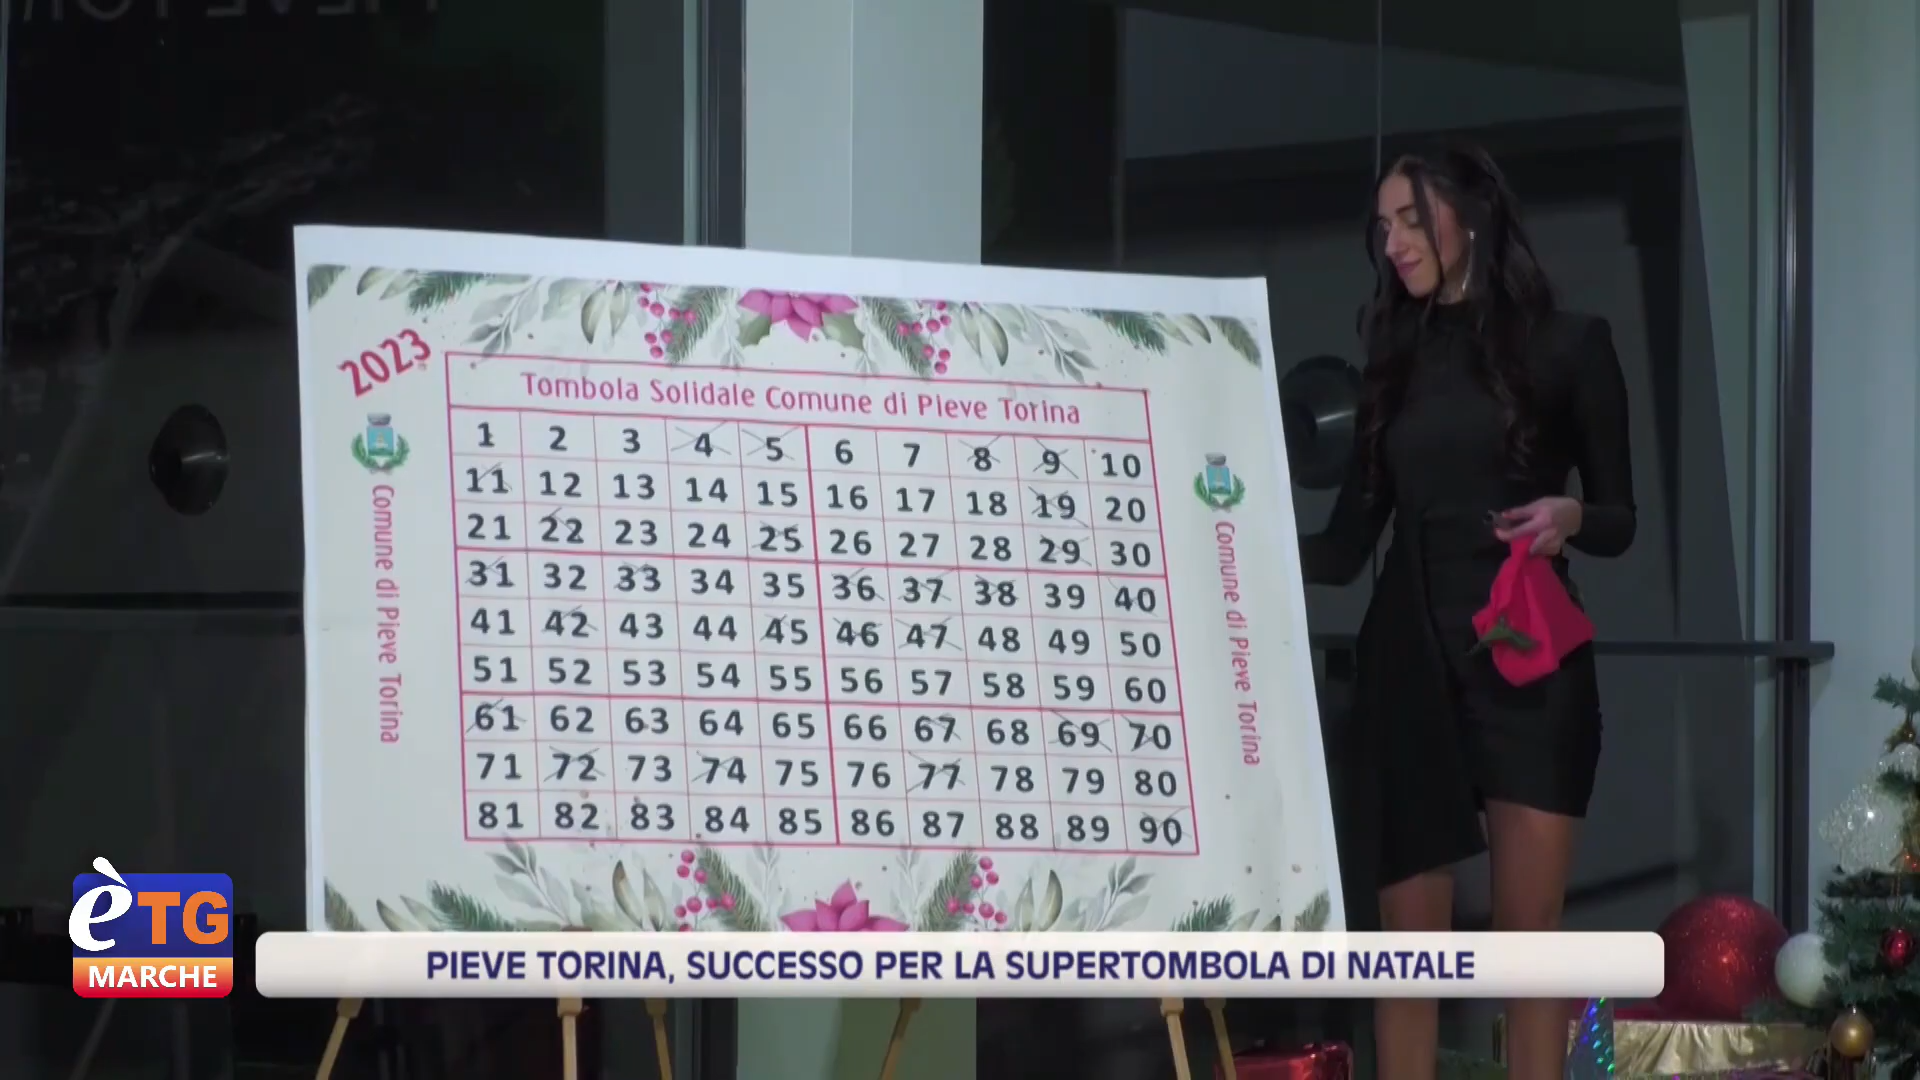 2023
Tombola Solidale Comune di Pieve Torina
1 2 3 4 5 6 7 8 9 10
11 12 13 14 15 16 17 18 19 20
21 22 23 24 25 26 27 28 29 30
31 32 33 34 35 36 37 38 39 40
41 42 43 44 45 46 47 48 49 50
51 52 53 54 55 56 57 58 59 60
61 62 63 64 65 66 67 68 69 70
71 72 73 74 75 76 77 78 79 80
81 82 83 84 85 86 87 88 89 90
Comune di Pieve Torina
Comune di Pieve Torina
è TG
MARCHE
PIEVE TORINA, SUCCESSO PER LA SUPERTOMBOLA DI NATALE